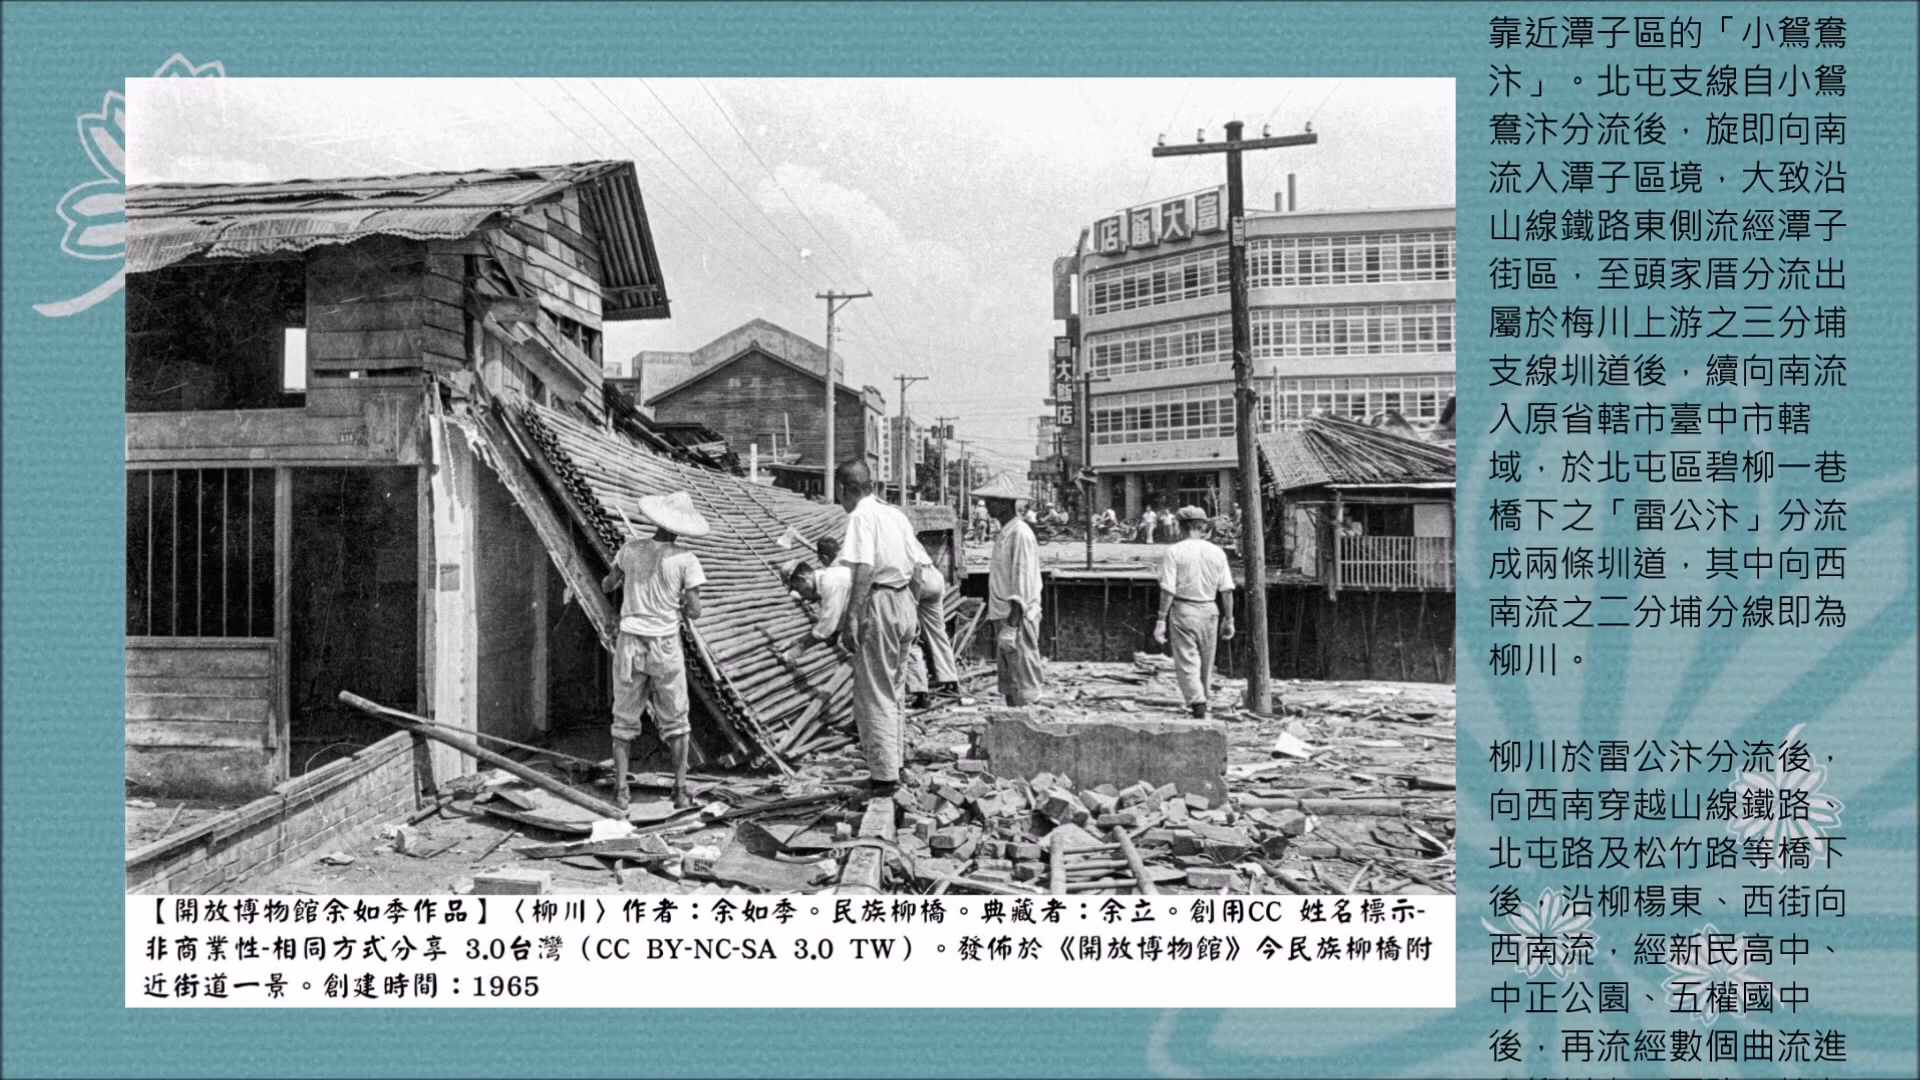 店飯大富
富大飯店
【開放博物館余如季作品】〈柳川〉作者：余如季。民族柳橋。典藏者：余立。創用CC 姓名標示-
非商業性-相同方式分享 3.0台灣（CC BY-NC-SA 3.0 TW）。發佈於《開放博物館》今民族柳橋附
近街道一景。創建時間：1965
靠近潭子區的「小鴛鴦
汴」。北屯支線自小鴛
鴦汴分流後，旋即向南
流入潭子區境，大致沿
山線鐵路東側流經潭子
街區，至頭家厝分流出
屬於梅川上游之三分埔
支線圳道後，續向南流
入原省轄市臺中市轄
域，於北屯區碧柳一巷
橋下之「雷公汴」分流
成兩條圳道，其中向西
南流之二分埔分線即為
柳川。
柳川於雷公汴分流後，
向西南穿越山線鐵路、
北屯路及松竹路等橋下
後，沿柳楊東、西街向
西南流，經新民高中、
中正公園、五權國中
後，再流經數個曲流進